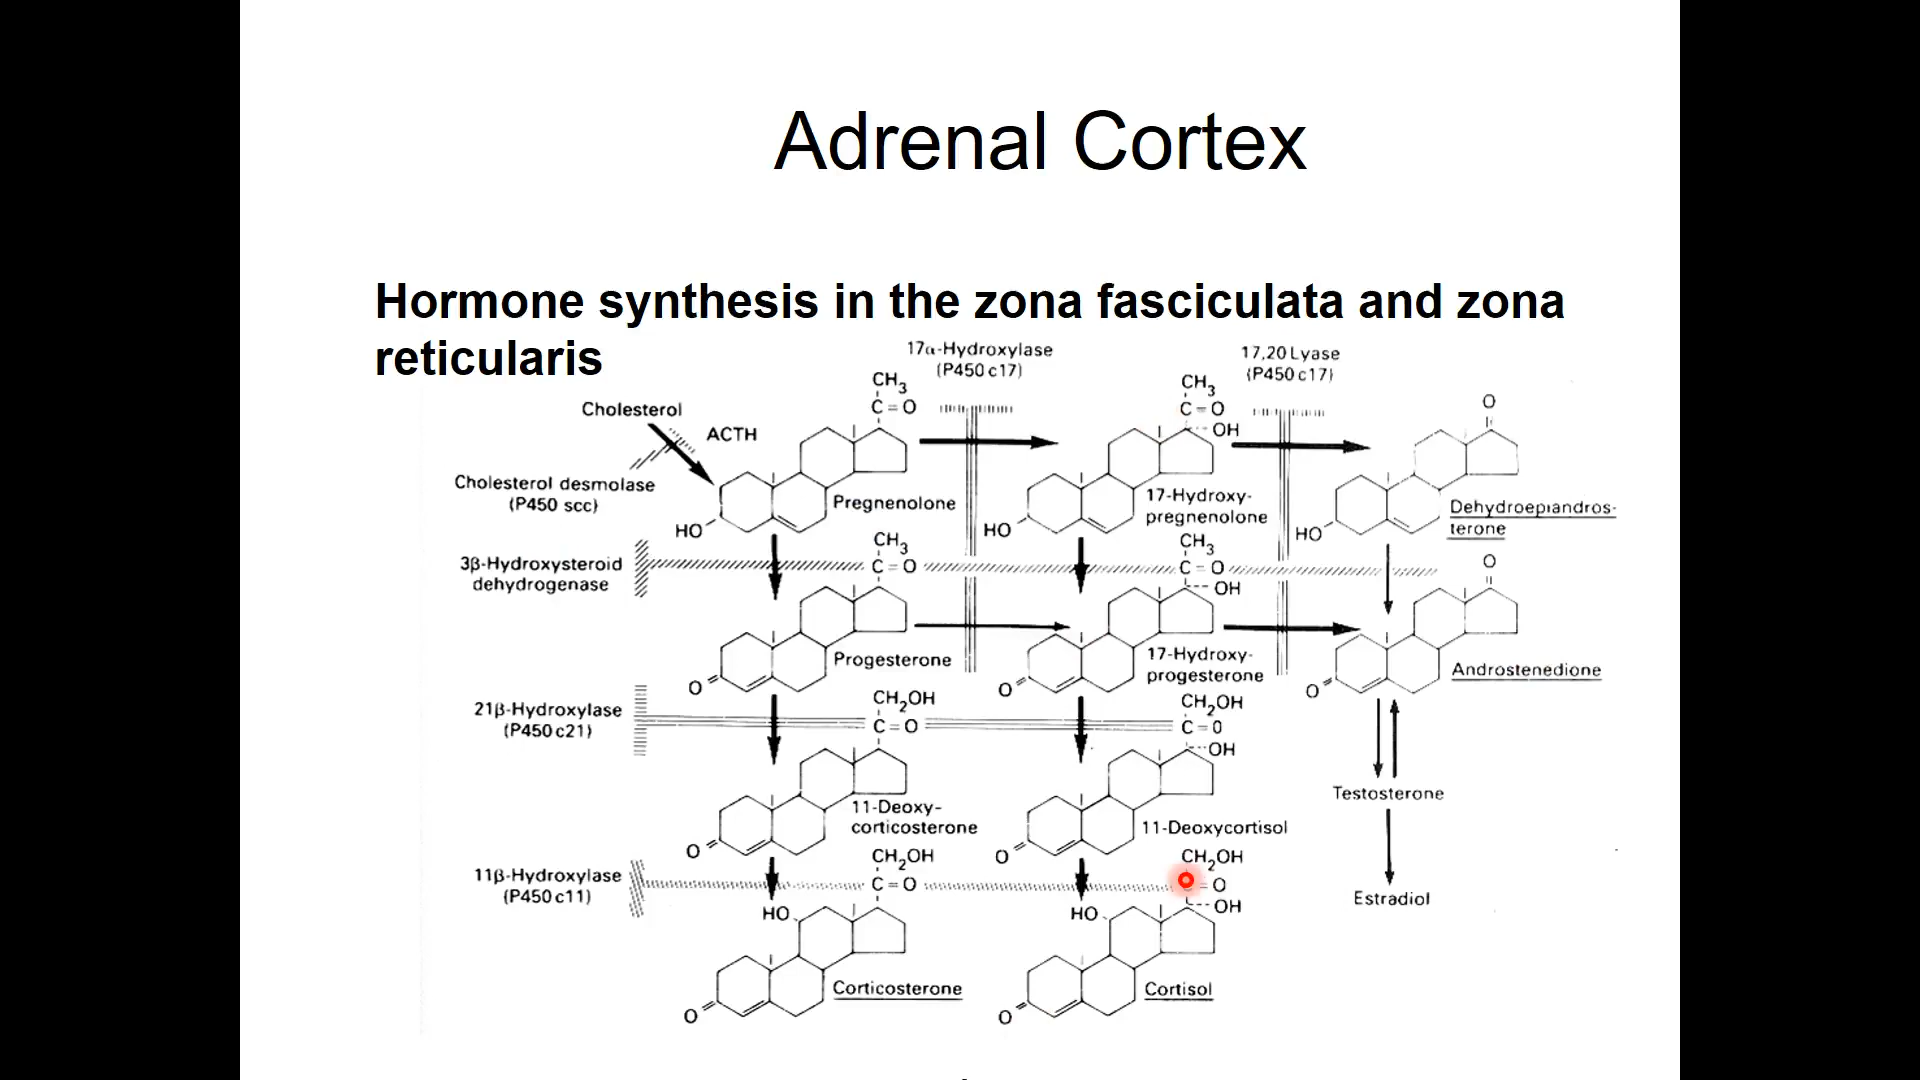 Adrenal Cortex
Hormone synthesis in the zona fasciculata and zona
reticularis
17α-Hydroxylase
(P450 c17)
17,20 Lyase
(P450 c17)
Cholesterol
ACTH
Cholesterol desmolase
(P450 scc)
CH3
C=O
HO
Pregnenolone
CH3
C=O
OH
HO
17-Hydroxy-
pregnenolone
O
HO
Dehydroepiandros-
terone
3β-Hydroxysteroid
dehydrogenase
CH3
C=O
O
Progesterone
CH3
C=O
OH
O
17-Hydroxy-
progesterone
O
O
Androstenedione
21β-Hydroxylase
(P450 c21)
CH2OH
C=O
O
11-Deoxy-
corticosterone
CH2OH
C=O
OH
O
11-Deoxycortisol
Testosterone
11β-Hydroxylase
(P450 c11)
CH2OH
C=O
HO
O
Corticosterone
CH2OH
=O
OH
HO
O
Cortisol
Estradiol